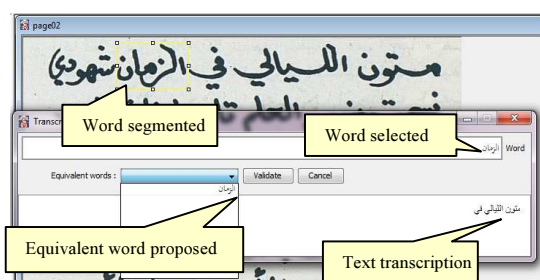 page02
متون الليالي في الزمان شهودي
العلم
Transcr
Word segmented
Word selected
الزمان Word
Equivalent words :
Validate
Cancel
الزمان
متون الليالي في
Equivalent word proposed
Text transcription